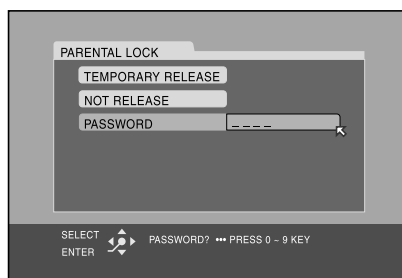 PARENTAL LOCK
TEMPORARY RELEASE
NOT RELEASE
PASSWORD _ _ _ _
SELECT
PASSWORD? ••• PRESS 0 – 9 KEY
ENTER